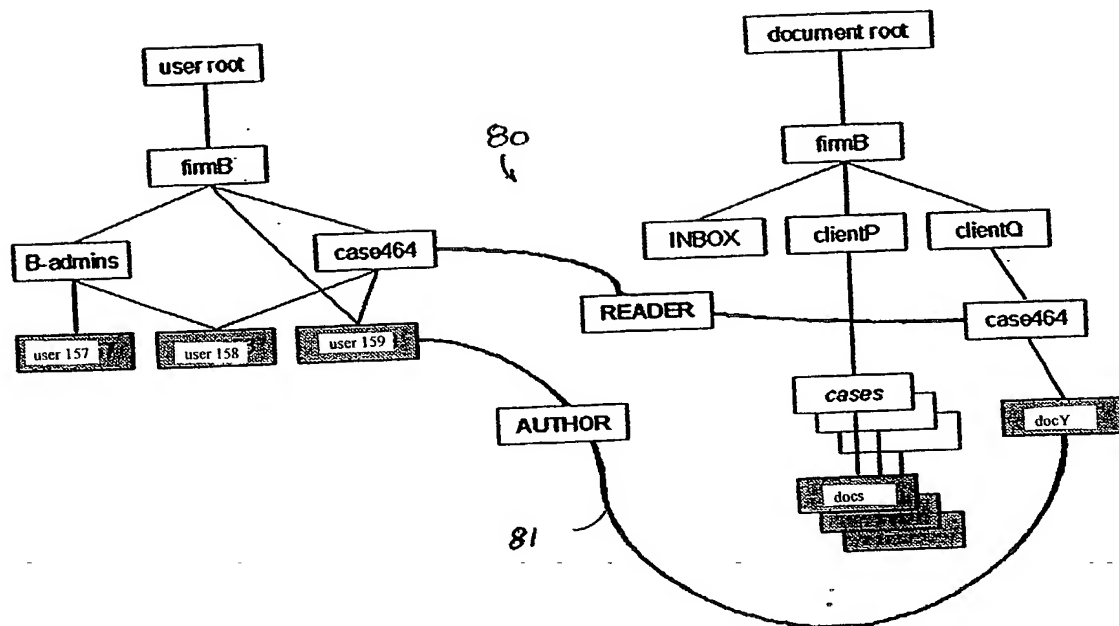 document root
user root
80
firmB
firmB
INBOX
clientP
clientQ
B-admins
case464
READER
case464
user 157
user 158
user 159
cases
AUTHOR
docY
docs
81